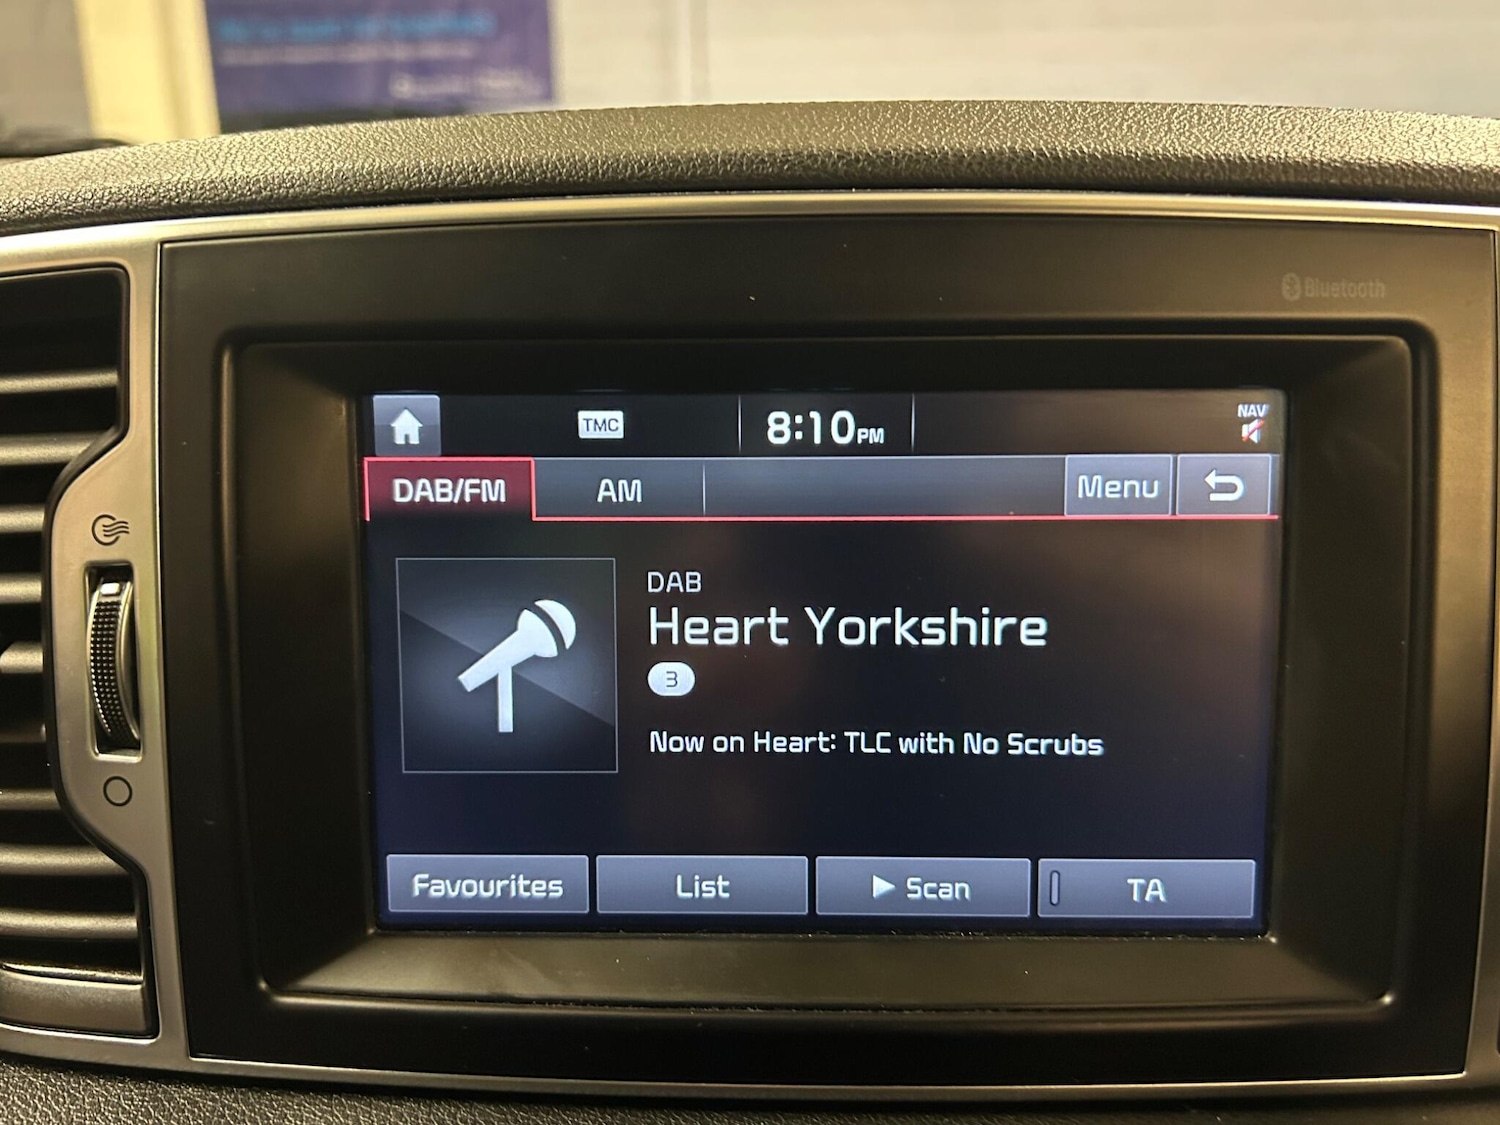 Bluetooth
TMC
8:10PM
NAV
DAB/FM
AM
Menu
DAB
Heart Yorkshire
3
Now on Heart: TLC with No Scrubs
Favourites
List
Scan
TA